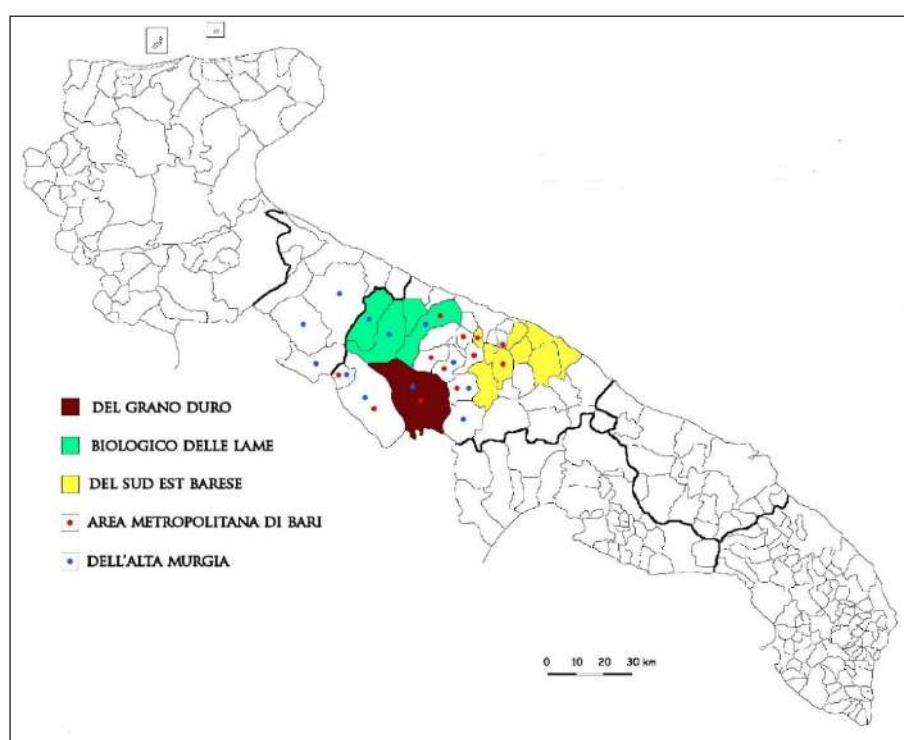 DEL GRANO DURO
BIOLOGICO DELLE LAME
DEL SUD EST BARESE
AREA METROPOLITANA DI BARI
DELL'ALTA MURGIA
0 10 20 30 km